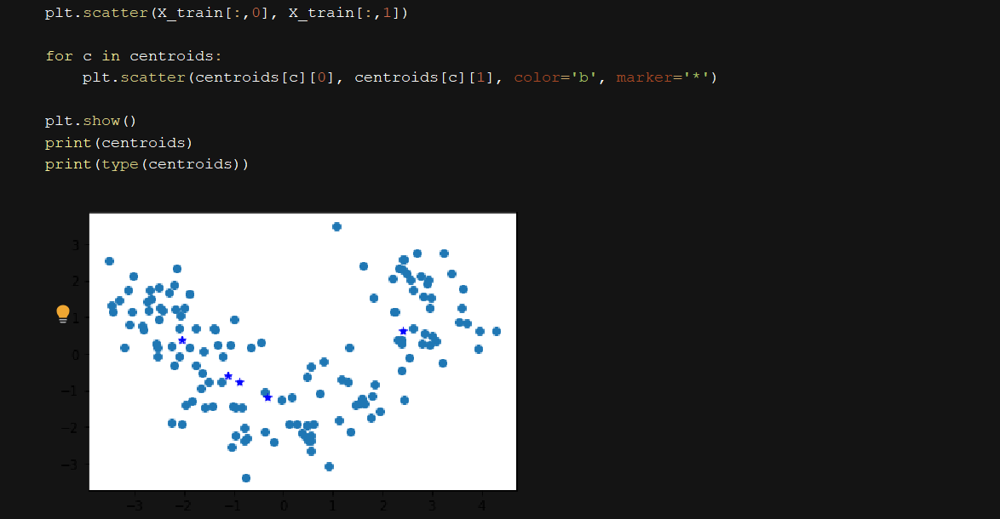 plt.scatter(X_train[:,0], X_train[:,1])
for c in centroids:
    plt.scatter(centroids[c][0], centroids[c][1], color='b', marker='*')
plt.show()
print(centroids)
print(type(centroids))
3
2
1
0
−1
−2
−3
−3 −2 −1 0 1 2 3 4